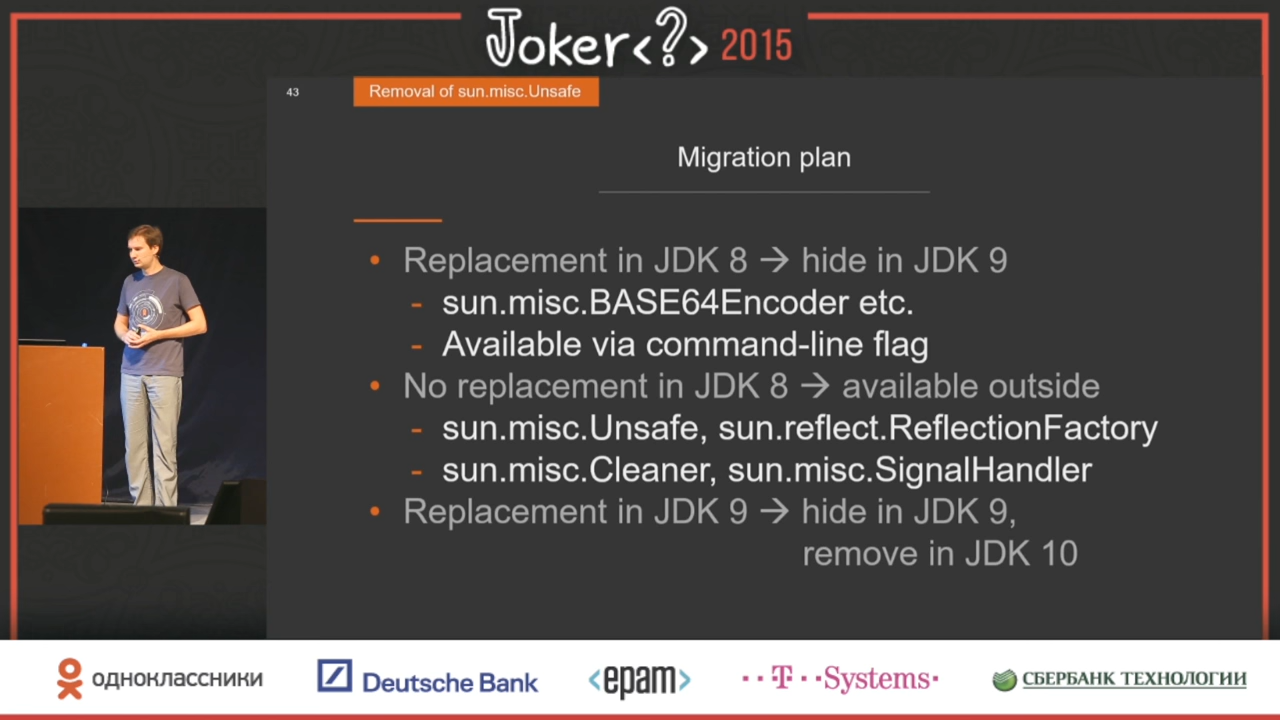 Joker<?> 2015
43
Removal of sun.misc.Unsafe
Migration plan
• Replacement in JDK 8 → hide in JDK 9
- sun.misc.BASE64Encoder etc.
- Available via command-line flag
• No replacement in JDK 8 → available outside
- sun.misc.Unsafe, sun.reflect.ReflectionFactory
- sun.misc.Cleaner, sun.misc.SignalHandler
• Replacement in JDK 9 → hide in JDK 9,
remove in JDK 10
одноклассники
Deutsche Bank
<epam>
··T··Systems·
СБЕРБАНК ТЕХНОЛОГИИ